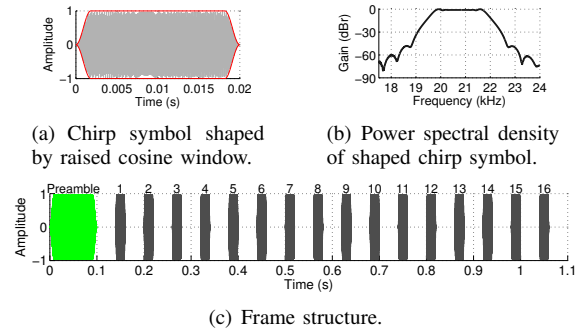 1
0
−1
Amplitude
0 0.005 0.01 0.015 0.02
Time (s)
(a) Chirp symbol shaped
by raised cosine window.
0
−30
−60
−90
Gain (dBr)
18 19 20 21 22 23 24
Frequency (kHz)
(b) Power spectral density
of shaped chirp symbol.
Preamble 1 2 3 4 5 6 7 8 9 10 11 12 13 14 15 16
1
0
−1
Amplitude
0 0.1 0.2 0.3 0.4 0.5 0.6 0.7 0.8 0.9 1 1.1
Time (s)
(c) Frame structure.